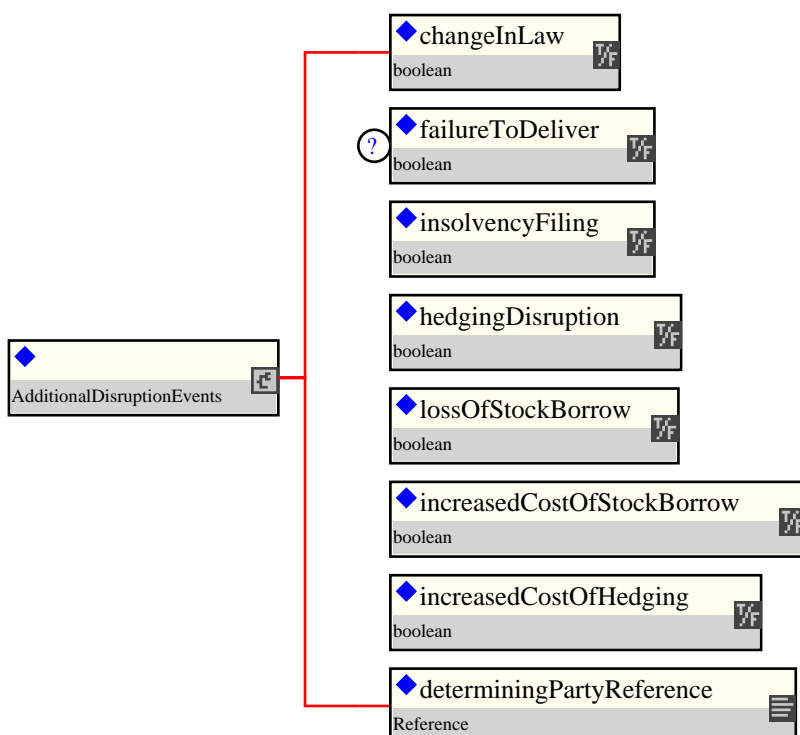 changeInLaw
T/F
boolean
failureToDeliver
T/F
?
boolean
insolvencyFiling
T/F
boolean
hedgingDisruption
T/F
boolean
AdditionalDisruptionEvents
lossOfStockBorrow
T/F
boolean
increasedCostOfStockBorrow
T/F
boolean
increasedCostOfHedging
T/F
boolean
determiningPartyReference
Reference